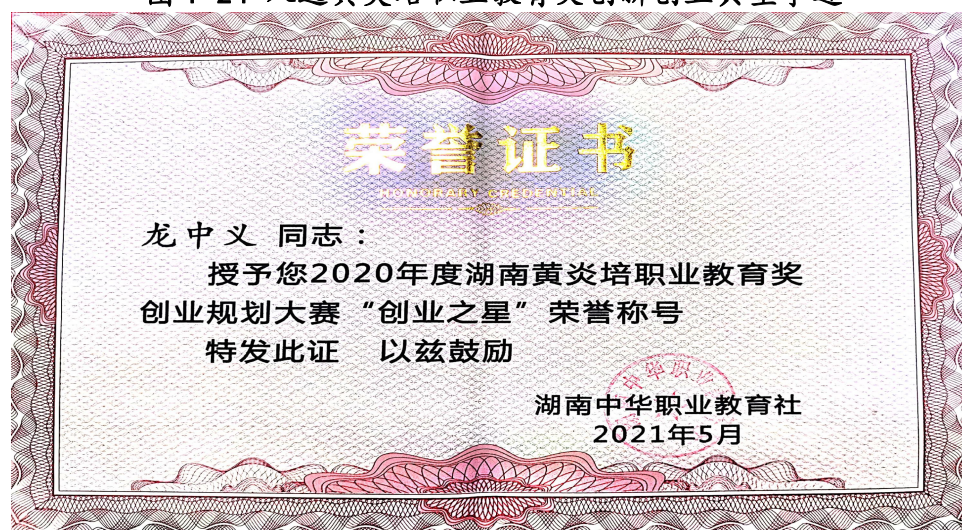 荣誉证书
HONORARY CREDENTIAL
龙中义 同志：
授予您2020年度湖南黄炎培职业教育奖
创业规划大赛“创业之星”荣誉称号
特发此证 以兹鼓励
湖南中华职业教育社
2021年5月